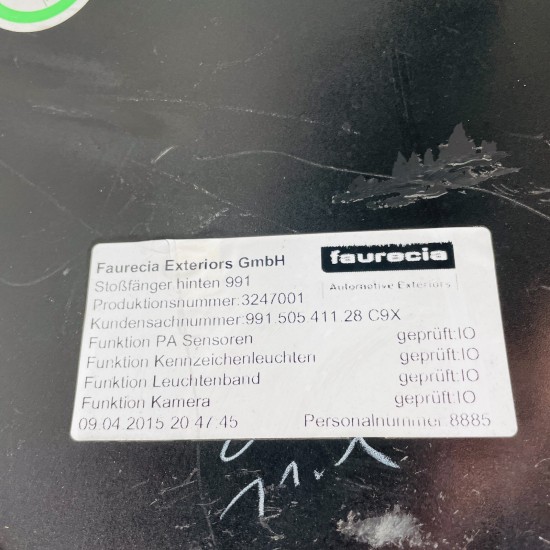 Faurecia Exteriors GmbH
faurecia
Stoßfänger hinten 991
Automotive Exteriors
Produktionsnummer:3247001
Kundensachnummer:991.505.411.28 C9X
Funktion PA Sensoren geprüft:IO
Funktion Kennzeichenleuchten geprüft:IO
Funktion Leuchtenband geprüft:IO
Funktion Kamera geprüft:IO
09.04.2015 20:47:45 Personalnummer:8885